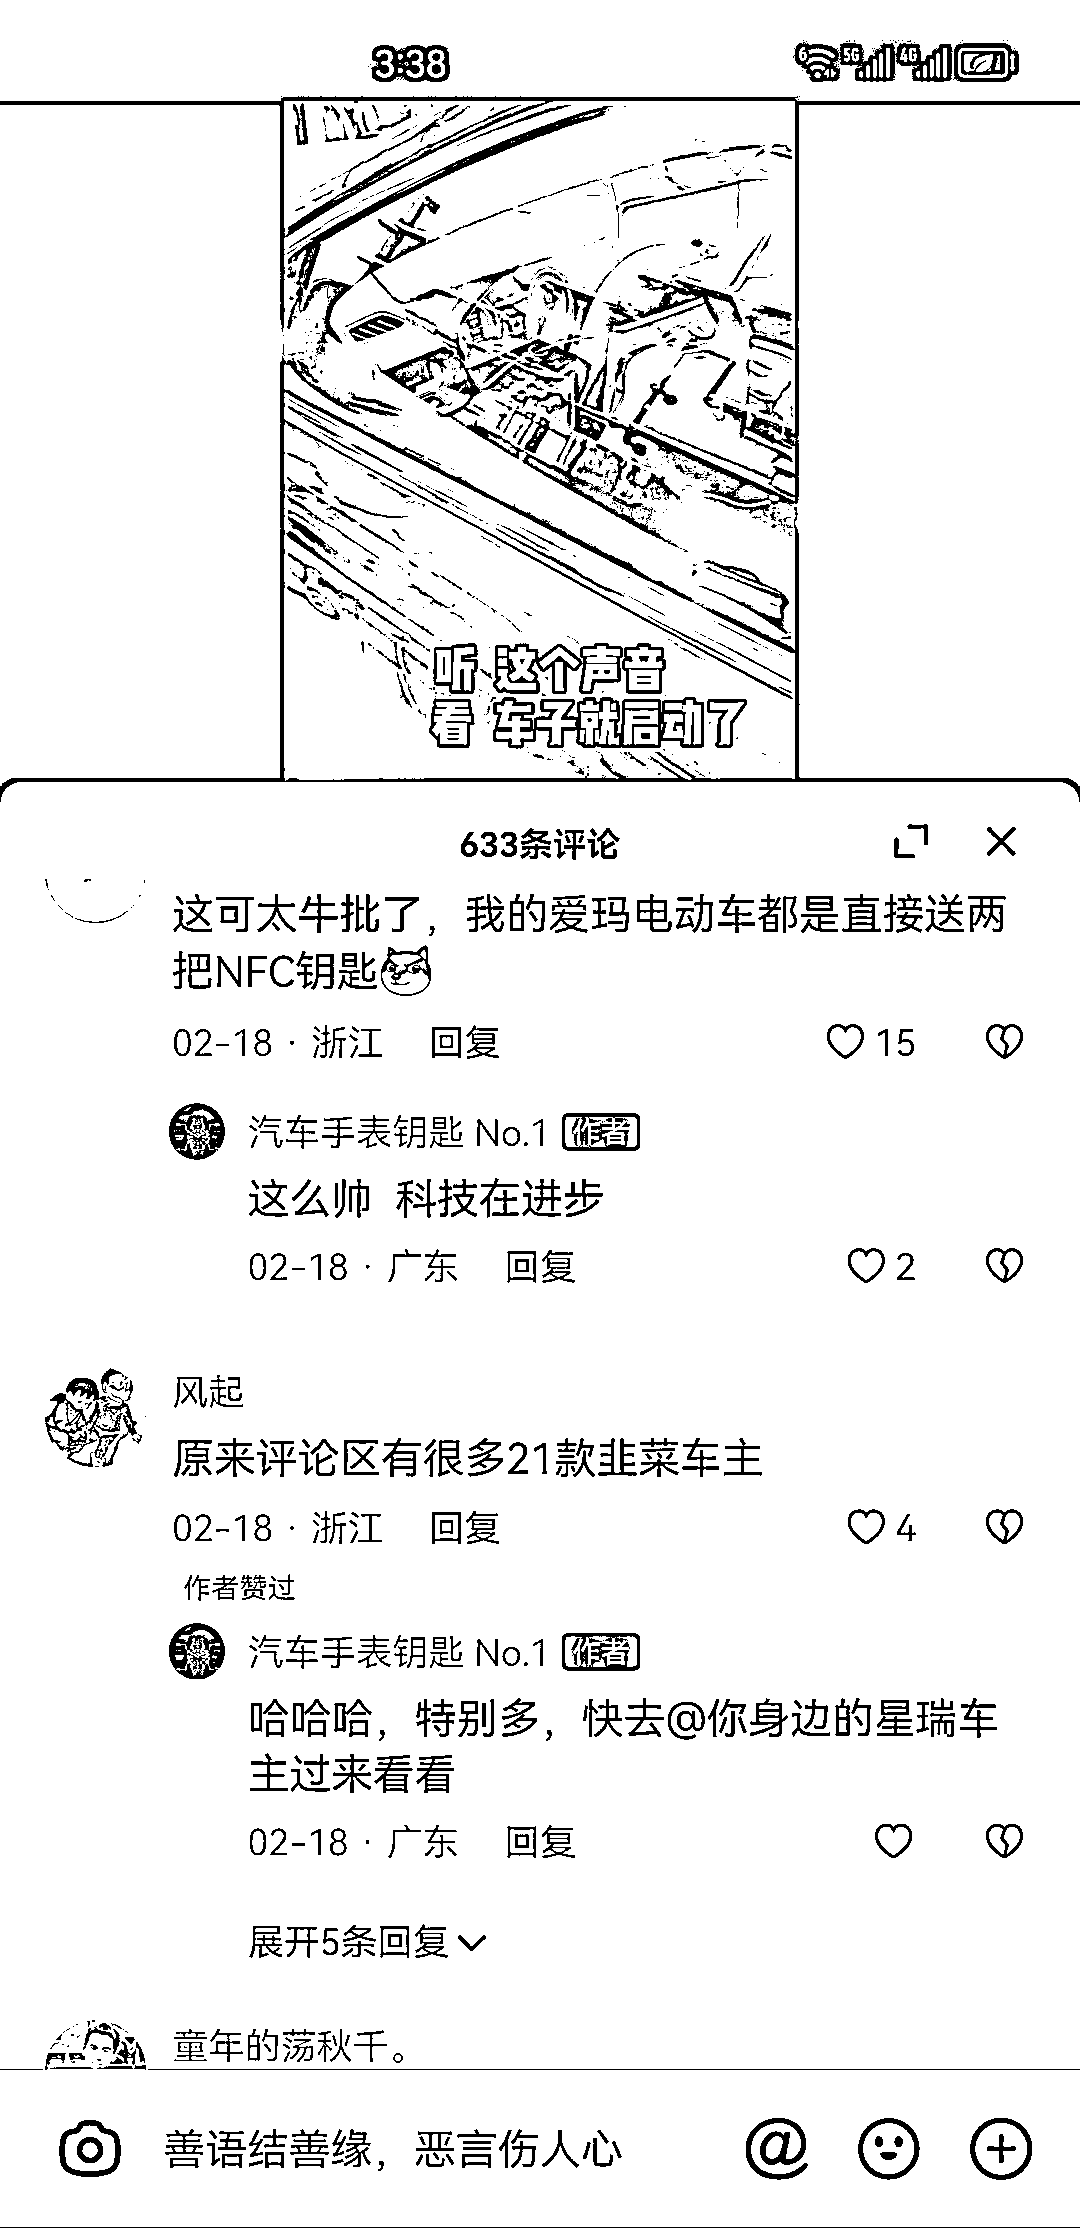 3:38
6 5G 4G
听 这个声音
看 车子就启动了
633条评论
这可太牛批了，我的爱玛电动车都是直接送两
把NFC钥匙
02-18 · 浙江 回复 15
汽车手表钥匙 No.1 作者
这么帅 科技在进步
02-18 · 广东 回复 2
风起
原来评论区有很多21款韭菜车主
02-18 · 浙江 回复 4
作者赞过
汽车手表钥匙 No.1 作者
哈哈哈，特别多，快去@你身边的星瑞车
主过来看看
02-18 · 广东 回复
展开5条回复
童年的荡秋千。
善语结善缘，恶言伤人心